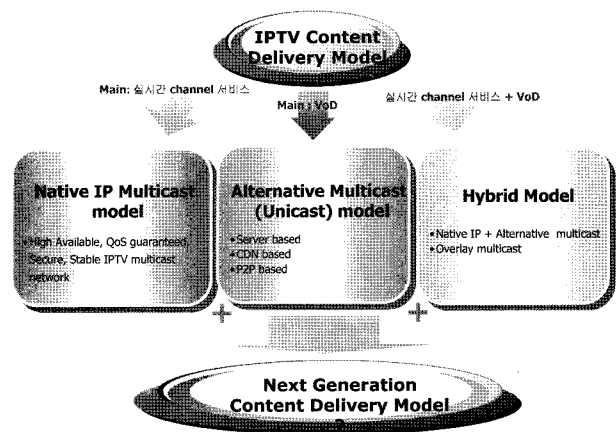 IPTV Content
Delivery Model
Main: 실시간 channel 서비스
Main : VoD
실시간 channel 서비스 + VoD
Native IP Multicast
model
•High Available, QoS guaranteed,
Secure, Stable IPTV multicast
network
Alternative Multicast
(Unicast) model
•Server based
•CDN based
•P2P based
Hybrid Model
•Native IP + Alternative multicast
•Overlay multicast
+
+
Next Generation
Content Delivery Model
?